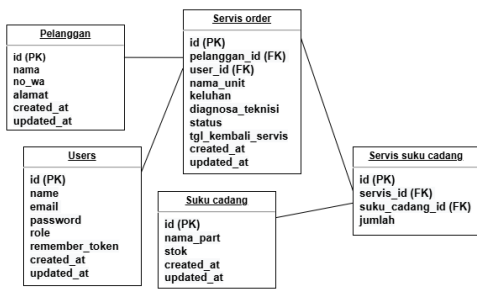 Pelanggan
id (PK)
nama
no_wa
alamat
created_at
updated_at
Servis order
id (PK)
pelanggan_id (FK)
user_id (FK)
nama_unit
keluhan
diagnosa_teknisi
status
tgl_kembali_servis
created_at
updated_at
Users
id (PK)
name
email
password
role
remember_token
created_at
updated_at
Suku cadang
id (PK)
nama_part
stok
created_at
updated_at
Servis suku cadang
id (PK)
servis_id (FK)
suku_cadang_id (FK)
jumlah